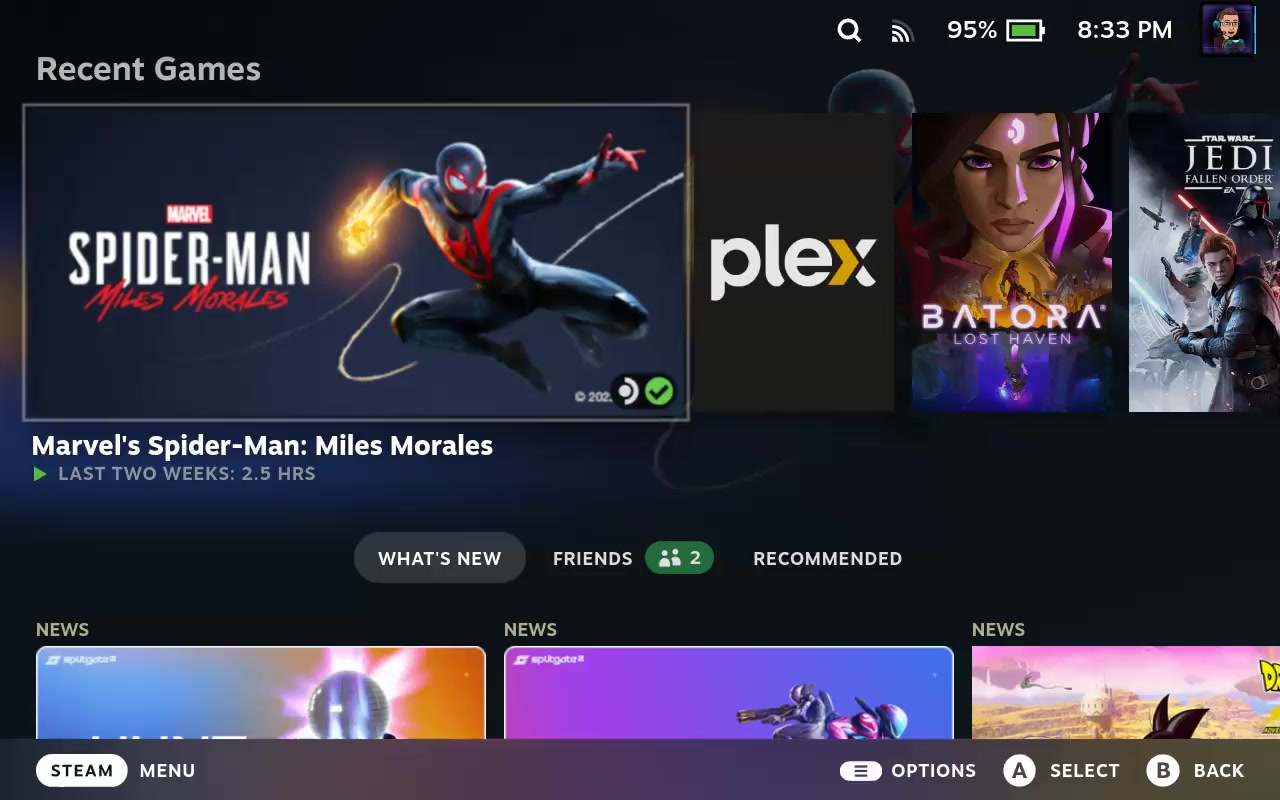 95%
8:33 PM
Recent Games
MARVEL
SPIDER-MAN
MILES MORALES
© 202
plex
BATORA
LOST HAVEN
STAR WARS
JEDI
FALLEN ORDER
EA
Marvel's Spider-Man: Miles Morales
LAST TWO WEEKS: 2.5 HRS
WHAT'S NEW
FRIENDS 2
RECOMMENDED
NEWS
NEWS
NEWS
splitgate
splitgate
STEAM MENU
OPTIONS
A SELECT
B BACK